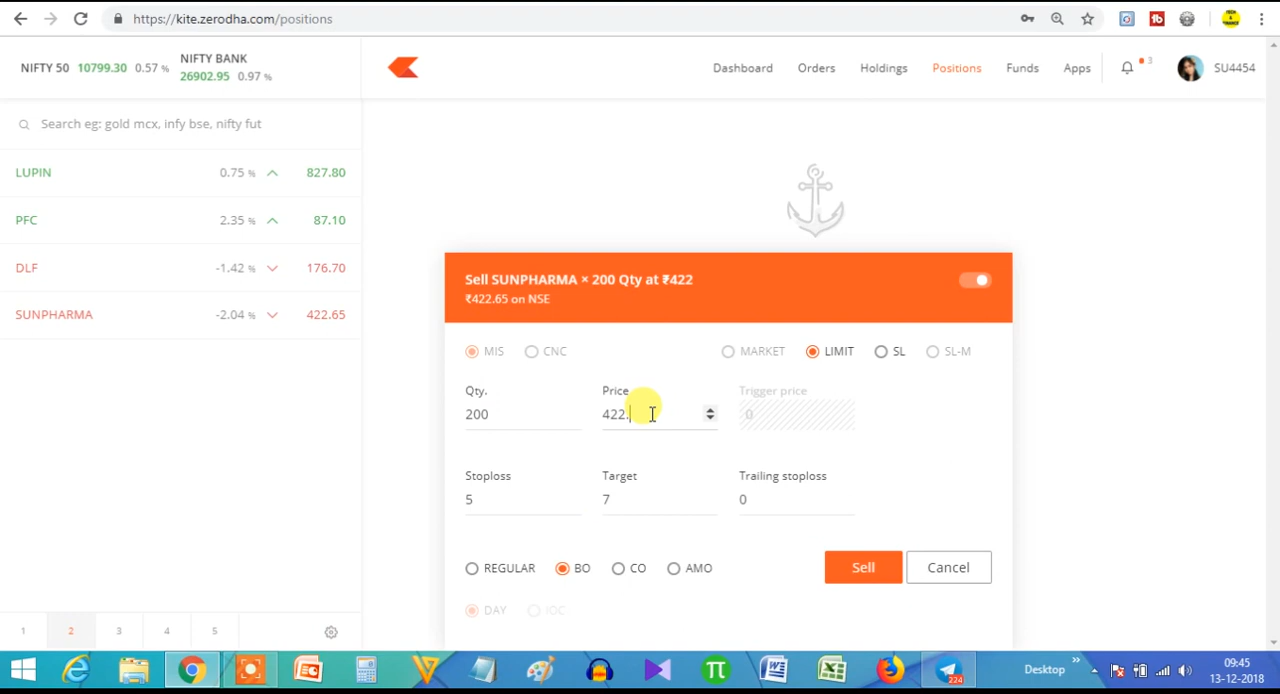 https://kite.zerodha.com/positions
NIFTY 50 10799.30 0.57 %
NIFTY BANK
26902.95 0.97 %
Dashboard Orders Holdings Positions Funds Apps 3 SU4454
Search eg: gold mcx, infy bse, nifty fut
LUPIN 0.75 % 827.80
PFC 2.35 % 87.10
DLF -1.42 % 176.70
SUNPHARMA -2.04 % 422.65
Sell SUNPHARMA × 200 Qty at ₹422
₹422.65 on NSE
MIS CNC MARKET LIMIT SL SL-M
Qty. Price Trigger price
200 422. 0
Stoploss Target Trailing stoploss
5 7 0
REGULAR BO CO AMO Sell Cancel
DAY IOC
1 2 3 4 5
224
Desktop »
09:45
13-12-2018